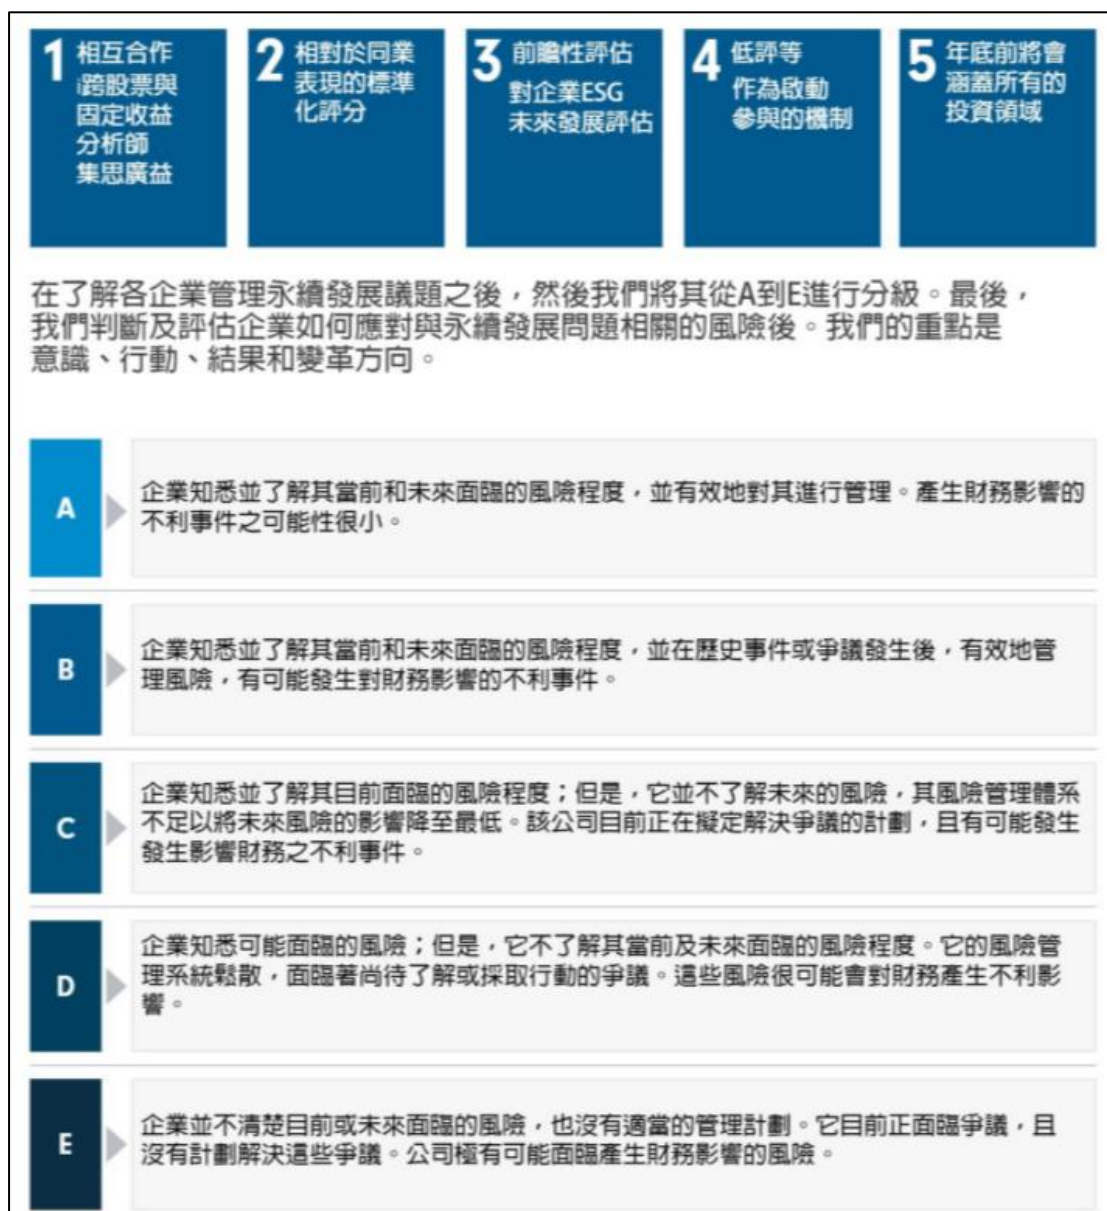 1 相互合作
跨股票與
固定收益
分析師
集思廣益
2 相對於同業
表現的標準
化評分
3 前瞻性評估
對企業ESG
未來發展評估
4 低評等
作為啟動
參與的機制
5 年底前將會
涵蓋所有的
投資領域
在了解各企業管理永續發展議題之後,然後我們將其從A到E進行分級。最後,
我們判斷及評估企業如何應對與永續發展問題相關的風險後。我們的重點是
意識、行動、結果和變革方向。
A
企業知悉並了解其當前和未來面臨的風險程度,並有效地對其進行管理。產生財務影響的
不利事件之可能性很小。
B
企業知悉並了解其當前和未來面臨的風險程度,並在歷史事件或爭議發生後,有效地管
理風險,有可能發生對財務影響的不利事件。
C
企業知悉並了解其目前面臨的風險程度;但是,它並不了解未來的風險,其風險管理體系
不足以將未來風險的影響降至最低。該公司目前正在擬定解決爭議的計劃,且有可能發生
發生影響財務之不利事件。
D
企業知悉可能面臨的風險;但是,它不了解其當前及未來面臨的風險程度。它的風險管
理系統鬆散,面臨著尚待了解或採取行動的爭議。這些風險很可能會對財務產生不利影
響。
E
企業並不清楚目前或未來面臨的風險,也沒有適當的管理計劃。它目前正面臨爭議,且
沒有計劃解決這些爭議。公司極有可能面臨產生財務影響的風險。